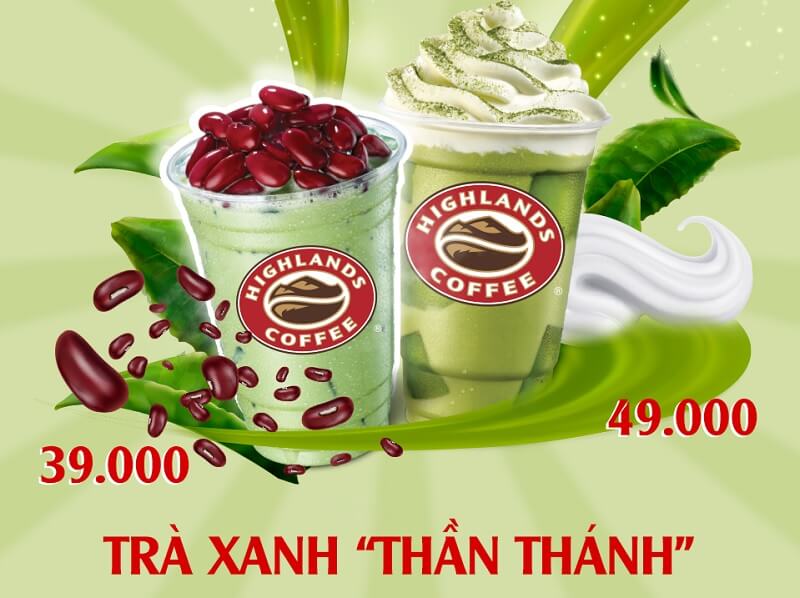 HIGHLANDS
COFFEE
®
HIGHLANDS
COFFEE
®
39.000
49.000
TRÀ XANH “THẦN THÁNH”